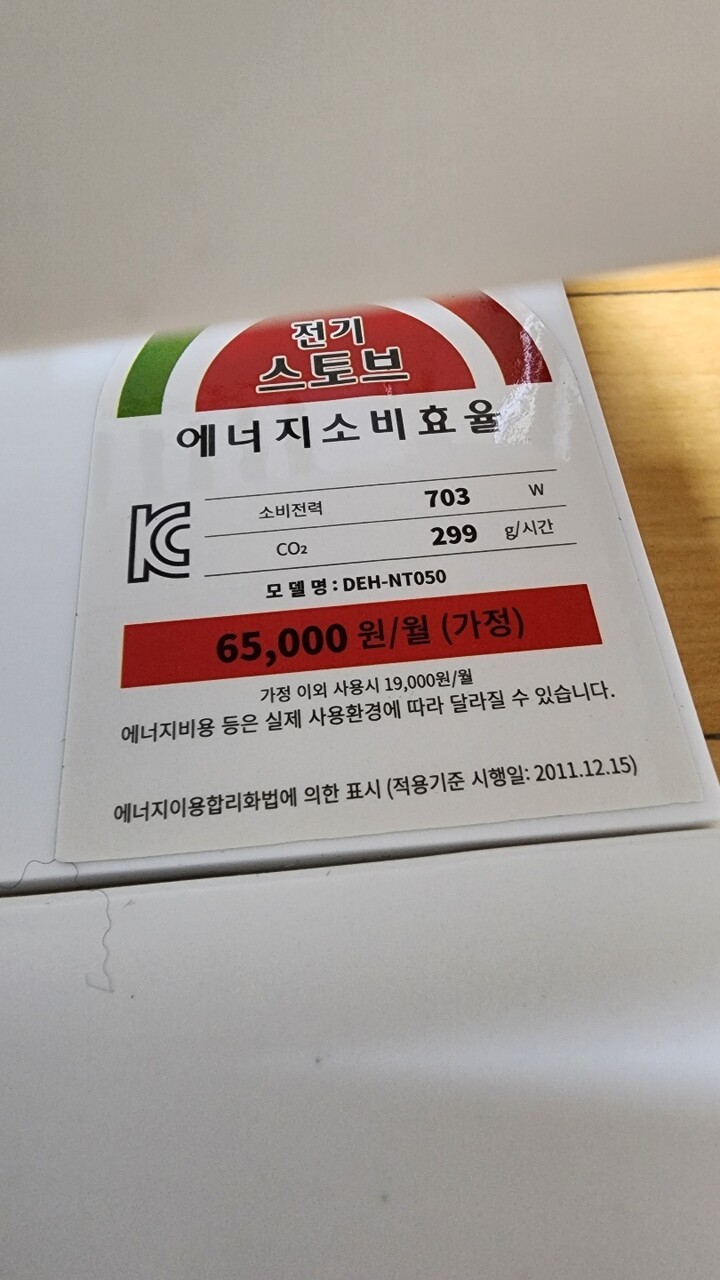 전기
스토브
에너지소비효율
KC
소비전력 703 W
CO₂ 299 g/시간
모델명 : DEH-NT050
65,000 원/월 (가정)
가정 이외 사용시 19,000원/월
에너지비용 등은 실제 사용환경에 따라 달라질 수 있습니다.
에너지이용합리화법에 의한 표시 (적용기준 시행일: 2011.12.15)